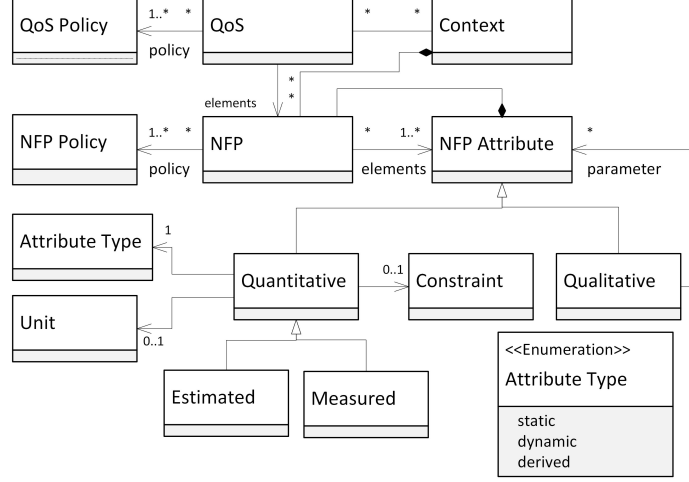 QoS Policy
1..*
*
policy
QoS
*
*
Context
*
*
elements
NFP Policy
1..*
*
policy
NFP
*
1..*
elements
NFP Attribute
*
parameter
Attribute Type
1
Quantitative
0..1
Constraint
Qualitative
Unit
0..1
Estimated
Measured
<<Enumeration>>
Attribute Type
static
dynamic
derived